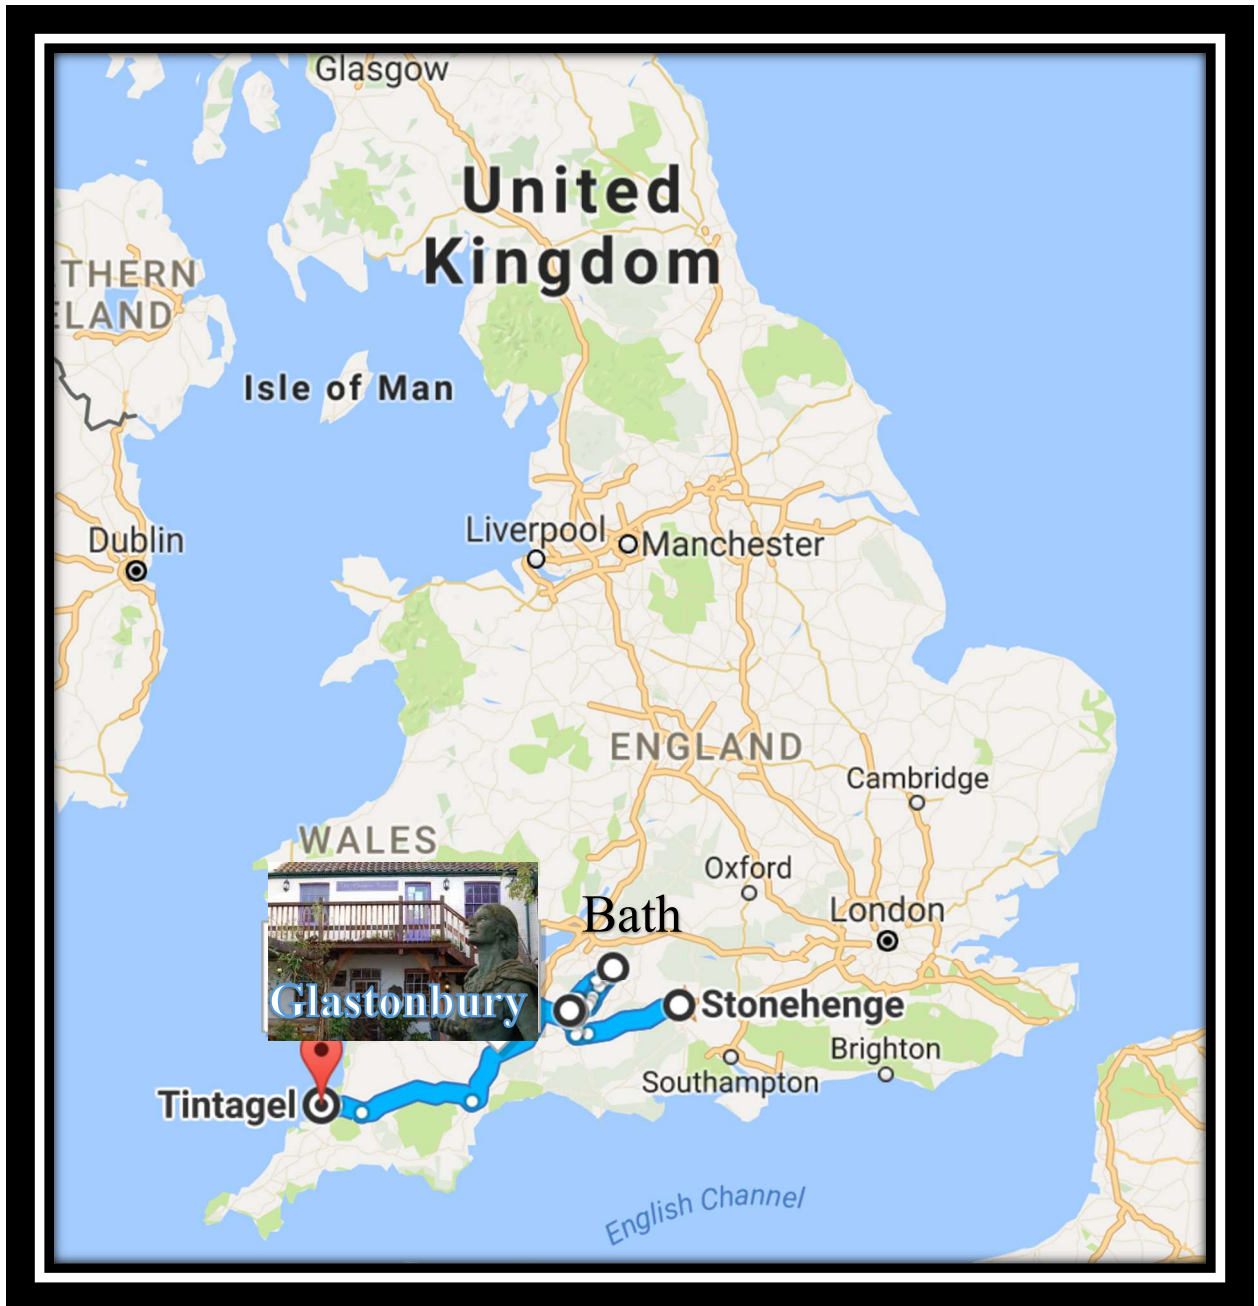 Glasgow
United
Kingdom
THERN
ELAND
Isle of Man
Dublin
Liverpool
Manchester
ENGLAND
Cambridge
WALES
Oxford
Bath
London
Glastonbury
Stonehenge
Brighton
Southampton
Tintagel
English Channel